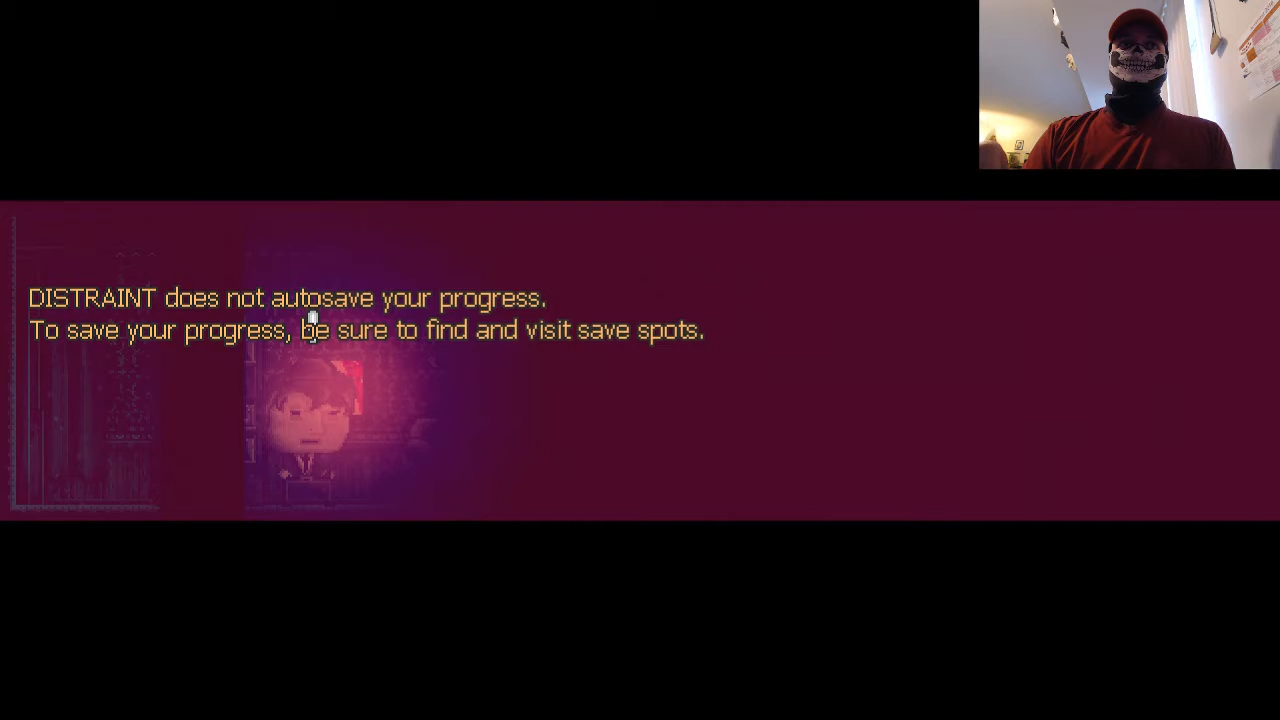 DISTRAINT does not autosave your progress.
To save your progress, be sure to find and visit save spots.